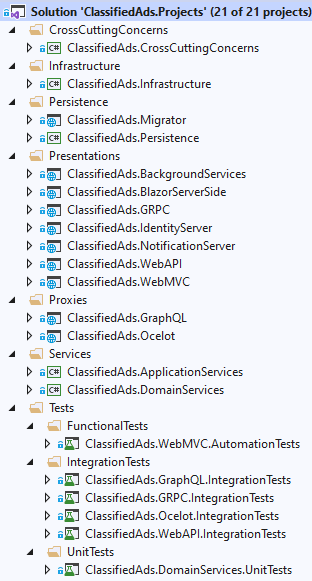 Solution 'ClassifiedAds.Projects' (21 of 21 projects)
CrossCuttingConcerns
C# ClassifiedAds.CrossCuttingConcerns
Infrastructure
C# ClassifiedAds.Infrastructure
Persistence
ClassifiedAds.Migrator
C# ClassifiedAds.Persistence
Presentations
ClassifiedAds.BackgroundServices
ClassifiedAds.BlazorServerSide
ClassifiedAds.GRPC
ClassifiedAds.IdentityServer
ClassifiedAds.NotificationServer
ClassifiedAds.WebAPI
ClassifiedAds.WebMVC
Proxies
ClassifiedAds.GraphQL
ClassifiedAds.Ocelot
Services
C# ClassifiedAds.ApplicationServices
C# ClassifiedAds.DomainServices
Tests
FunctionalTests
ClassifiedAds.WebMVC.AutomationTests
IntegrationTests
ClassifiedAds.GraphQL.IntegrationTests
ClassifiedAds.GRPC.IntegrationTests
ClassifiedAds.Ocelot.IntegrationTests
ClassifiedAds.WebAPI.IntegrationTests
UnitTests
ClassifiedAds.DomainServices.UnitTests